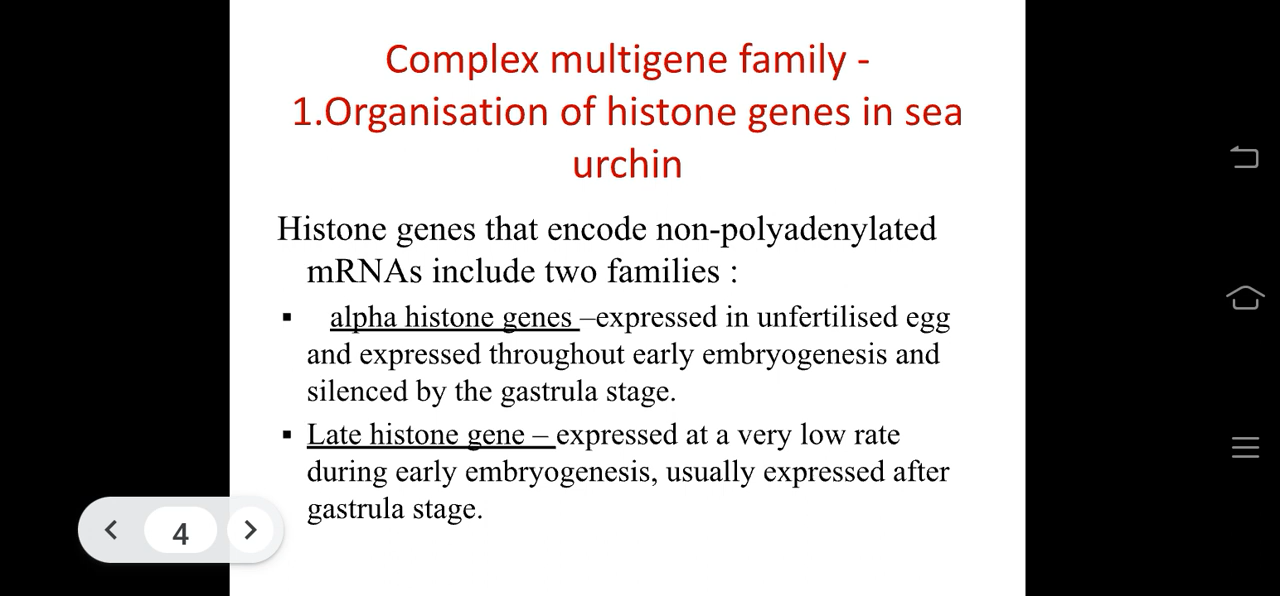 Complex multigene family -
1.Organisation of histone genes in sea
urchin
Histone genes that encode non-polyadenylated
mRNAs include two families :
▪ alpha histone genes –expressed in unfertilised egg
and expressed throughout early embryogenesis and
silenced by the gastrula stage.
▪ Late histone gene – expressed at a very low rate
during early embryogenesis, usually expressed after
gastrula stage.
4